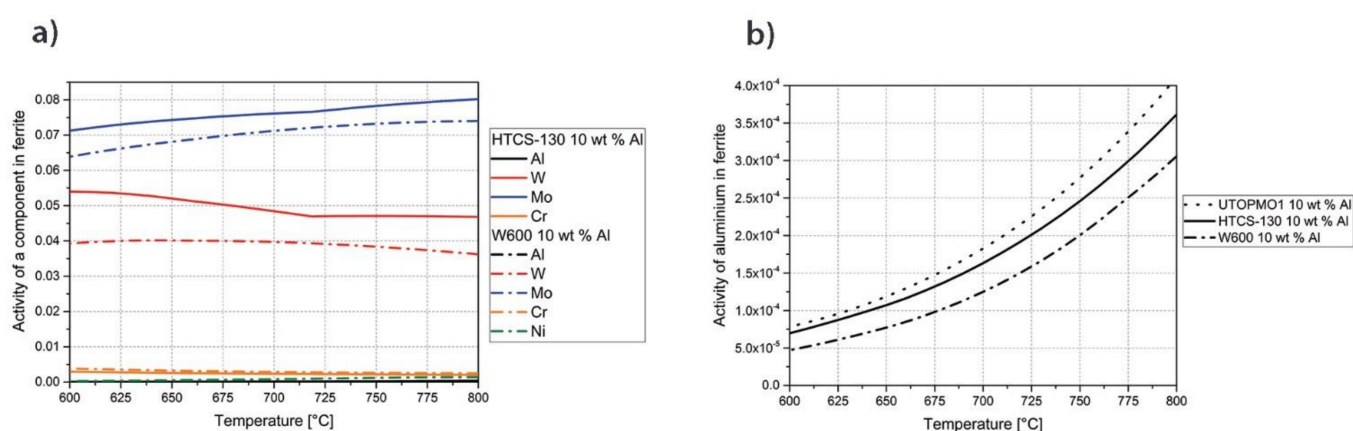 a)
Activity of a component in ferrite
0.08
0.07
0.06
0.05
0.04
0.03
0.02
0.01
0.00
600 625 650 675 700 725 750 775 800
Temperature [°C]
HTCS-130 10 wt % Al
Al
W
Mo
Cr
W600 10 wt % Al
Al
W
Mo
Cr
Ni
b)
Activity of aluminium in ferrite
4.0x10⁻⁴
3.5x10⁻⁴
3.0x10⁻⁴
2.5x10⁻⁴
2.0x10⁻⁴
1.5x10⁻⁴
1.0x10⁻⁴
5.0x10⁻⁵
0.0
600 625 650 675 700 725 750 775 800
Temperature [°C]
UTOPMO1 10 wt % Al
HTCS-130 10 wt % Al
W600 10 wt % Al